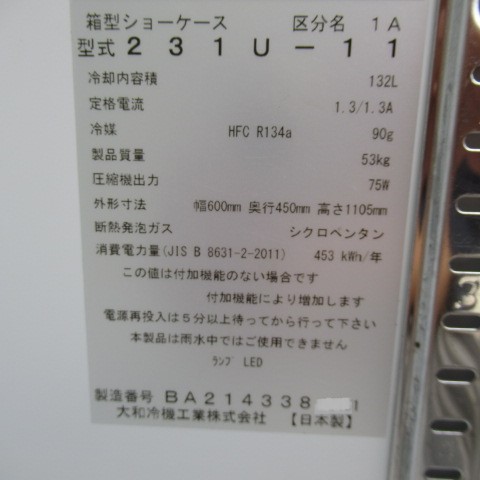 箱型ショーケース 区分名 1A
型式 231U-11
冷却内容積 132L
定格電流 1.3/1.3A
冷媒 HFC R134a 90g
製品質量 53kg
圧縮機出力 75W
外形寸法 幅600mm 奥行450mm 高さ1105mm
断熱発泡ガス シクロペンタン
消費電力量(JIS B 8631-2-2011) 453 kWh/年
この値は付加機能のない場合です
付加機能により増加します
電源再投入は5分以上待ってから行って下さい
本製品は雨水中ではご使用できません
ﾗﾝﾌﾟ LED
製造番号 BA214338
大和冷機工業株式会社 【日本製】